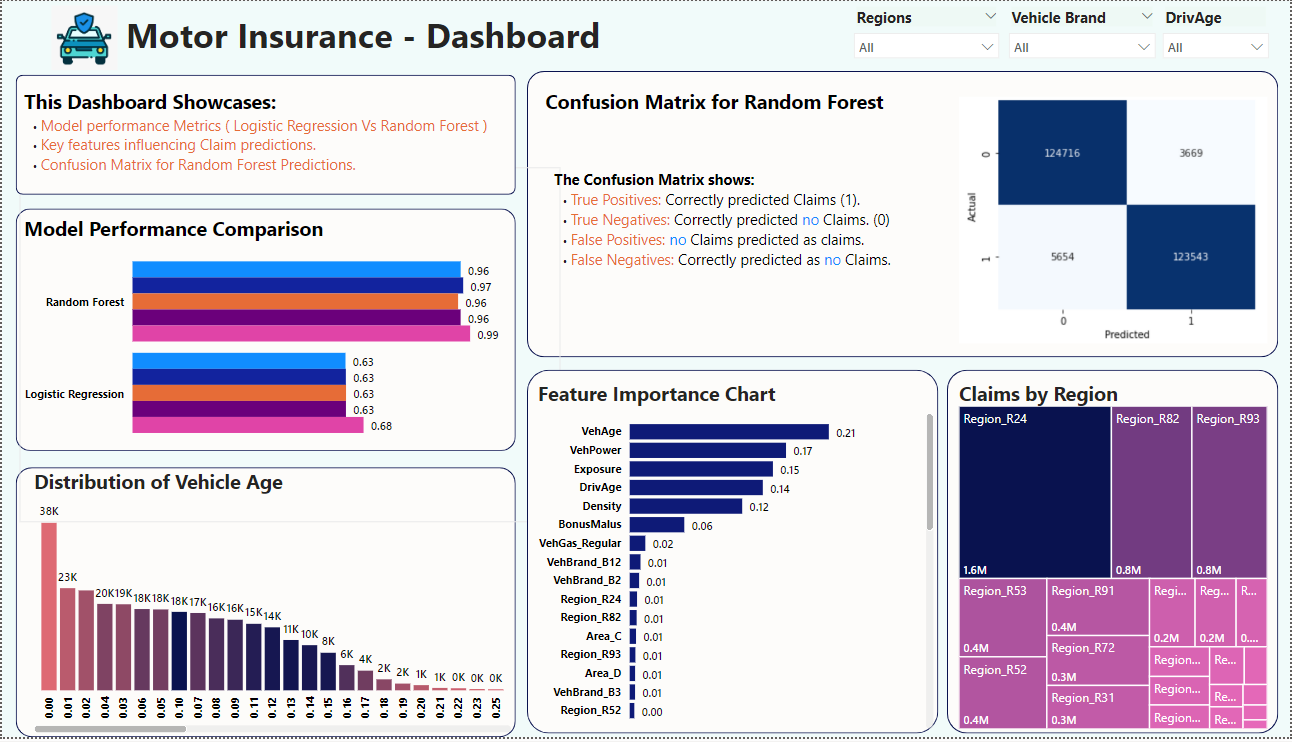 Motor Insurance - Dashboard
Regions
All
Vehicle Brand
All
DrivAge
All
This Dashboard Showcases:
• Model performance Metrics ( Logistic Regression Vs Random Forest )
• Key features influencing Claim predictions.
• Confusion Matrix for Random Forest Predictions.
Model Performance Comparison
Random Forest
0.96
0.97
0.96
0.96
0.99
Logistic Regression
0.63
0.63
0.63
0.63
0.68
Distribution of Vehicle Age
38K
23K
20K
19K
18K
18K
18K
17K
16K
16K
15K
14K
11K
10K
8K
6K
4K
2K
2K
1K
1K
0K
0K
0K
0.00
0.01
0.02
0.04
0.03
0.06
0.05
0.10
0.07
0.08
0.09
0.11
0.12
0.13
0.14
0.15
0.16
0.17
0.18
0.19
0.20
0.21
0.22
0.23
0.25
Confusion Matrix for Random Forest
The Confusion Matrix shows:
• True Positives: Correctly predicted Claims (1).
• True Negatives: Correctly predicted no Claims. (0)
• False Positives: no Claims predicted as claims.
• False Negatives: Correctly predicted as no Claims.
Actual
0
124716
3669
1
5654
123543
0
1
Predicted
Feature Importance Chart
VehAge 0.21
VehPower 0.17
Exposure 0.15
DrivAge 0.14
Density 0.12
BonusMalus 0.06
VehGas_Regular 0.02
VehBrand_B12 0.01
VehBrand_B2 0.01
Region_R24 0.01
Region_R82 0.01
Area_C 0.01
Region_R93 0.01
Area_D 0.01
VehBrand_B3 0.01
Region_R52 0.00
Claims by Region
Region_R24
1.6M
Region_R82
0.8M
Region_R93
0.8M
Region_R53
0.4M
Region_R52
0.4M
Region_R91
0.4M
Region_R72
0.3M
Region_R31
0.3M
Regi...
0.2M
Reg...
0.2M
R...
0....
Region...
Re...
Region...
Re...
Region...
Re...